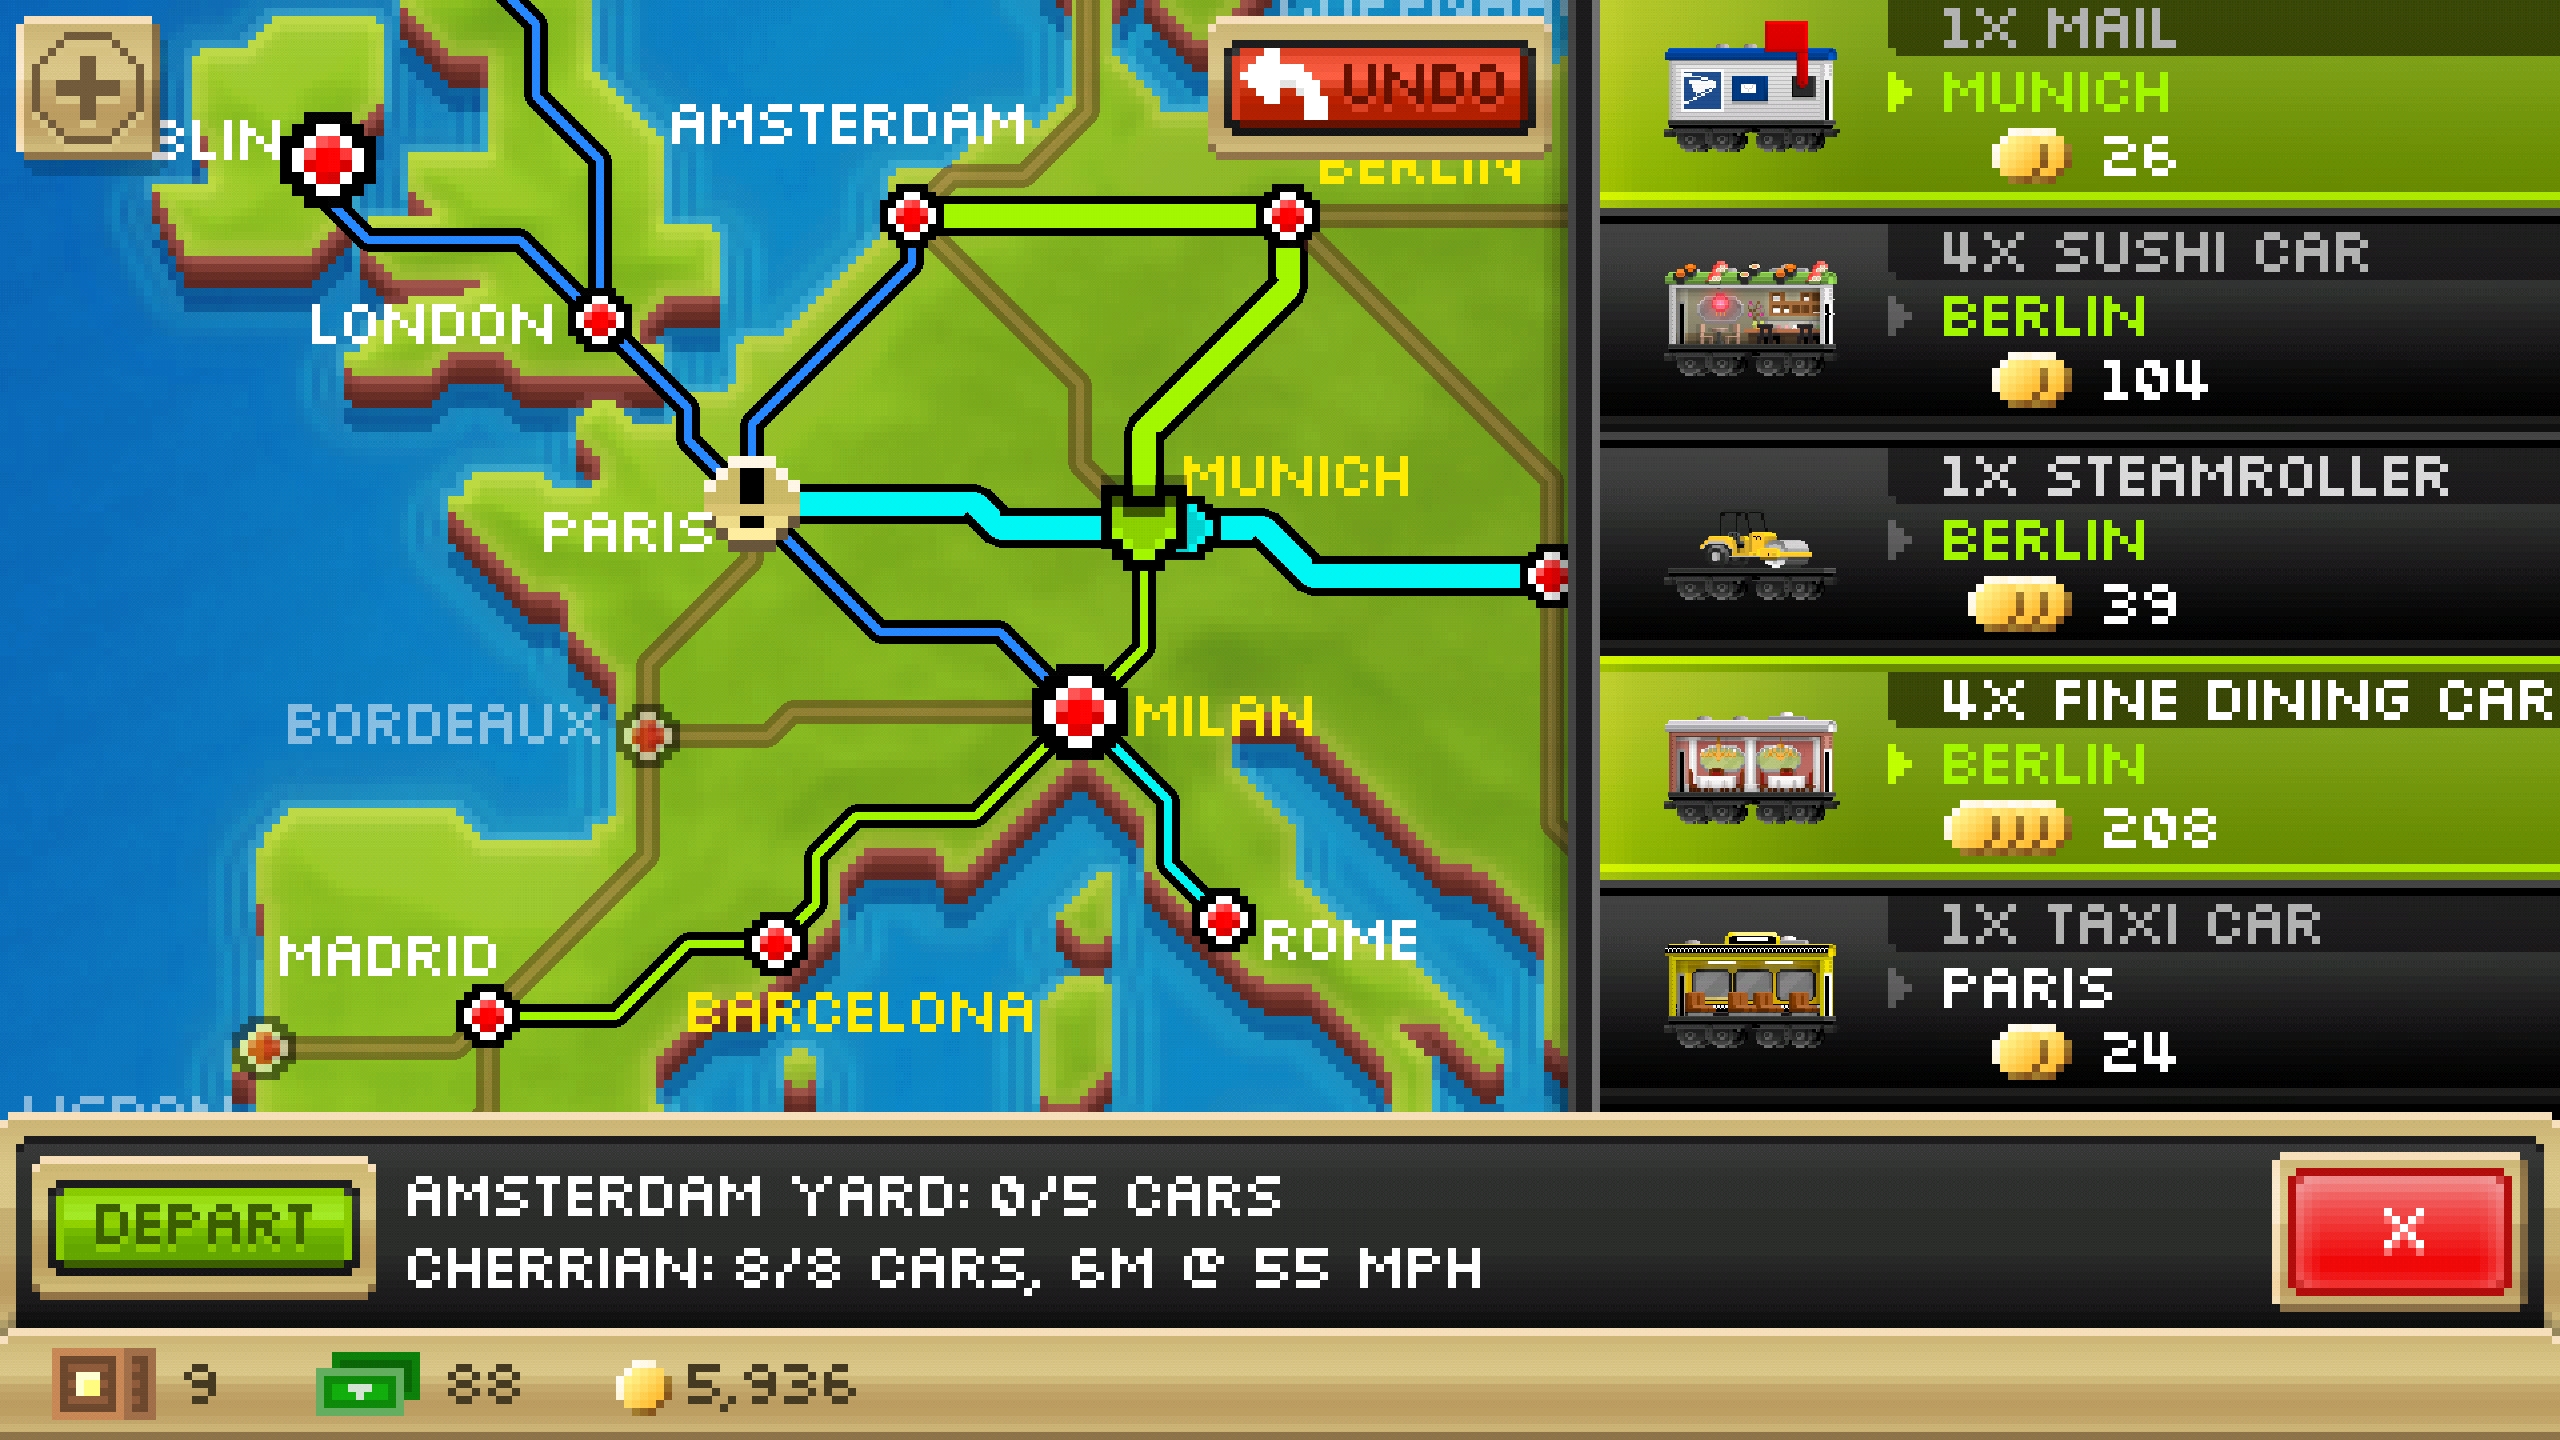 AMSTERDAM
UNDO
BERLIN
LONDON
MUNICH
PARIS
BORDEAUX
MILAN
MADRID
ROME
BARCELONA
1X MAIL
MUNICH
26
4X SUSHI CAR
BERLIN
104
1X STEAMROLLER
BERLIN
39
4X FINE DINING CAR
BERLIN
208
1X TAXI CAR
PARIS
24
DEPART
AMSTERDAM YARD: 0/5 CARS
CHERRIAN: 8/8 CARS, 6M @ 55 MPH
X
9
88
5,936